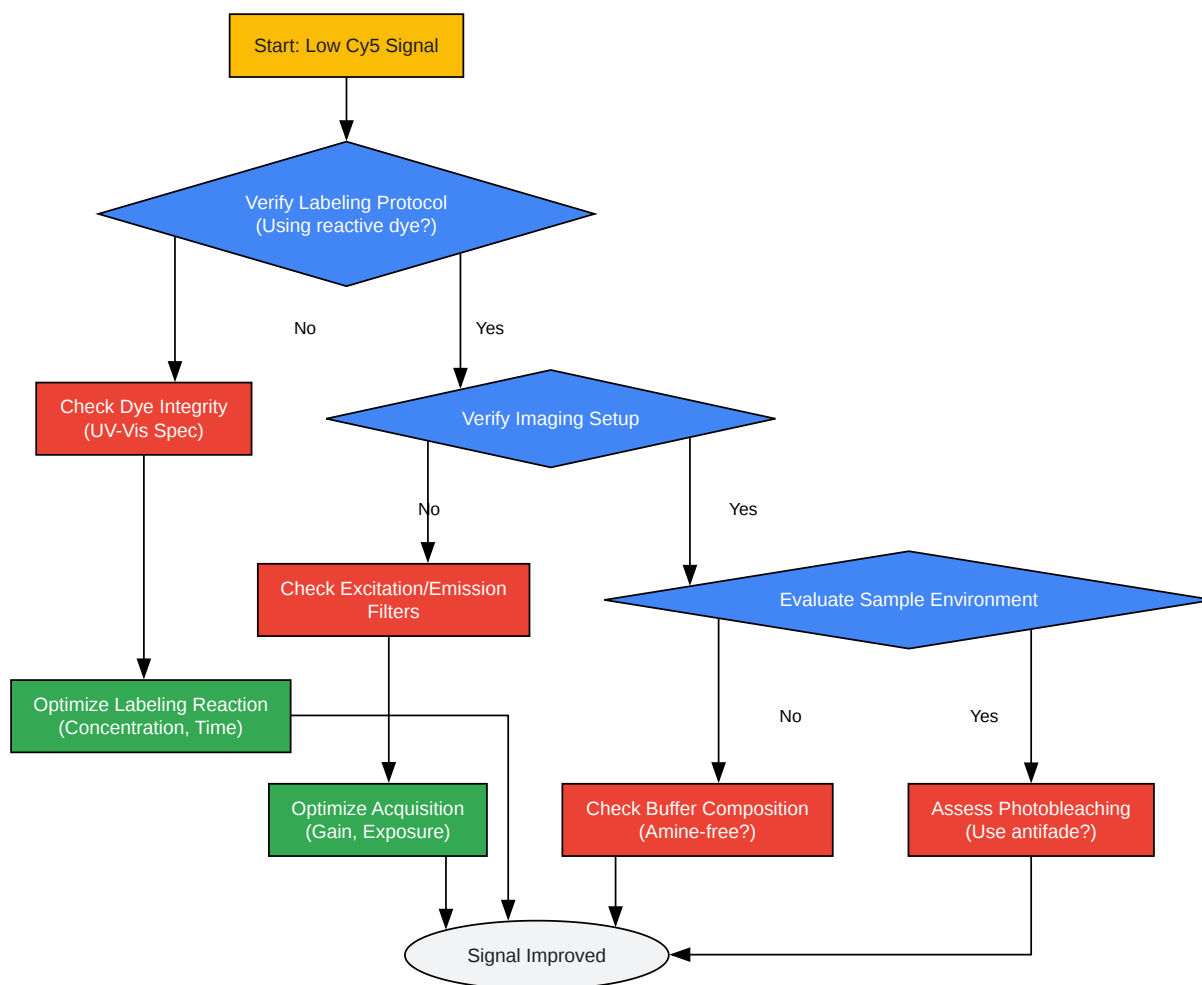 Start: Low Cy5 Signal
Verify Labeling Protocol
(Using reactive dye?)
No
Yes
Check Dye Integrity
(UV-Vis Spec)
Verify Imaging Setup
No
Yes
Check Excitation/Emission
Filters
Evaluate Sample Environment
Optimize Labeling Reaction
(Concentration, Time)
No
Yes
Optimize Acquisition
(Gain, Exposure)
Check Buffer Composition
(Amine-free?)
Assess Photobleaching
(Use antifade?)
Signal Improved